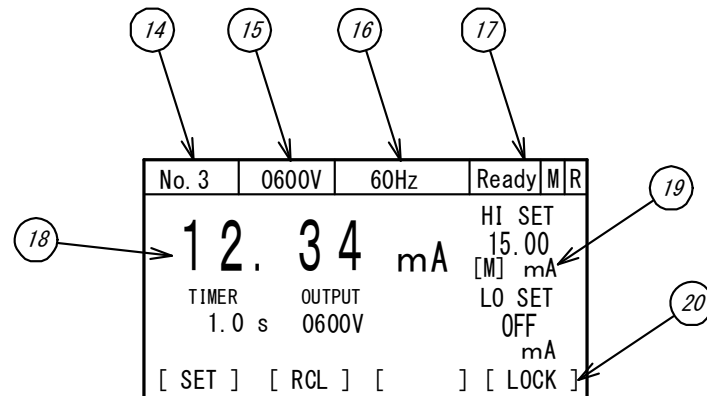 14 15 16 17
No. 3 0600V 60Hz Ready M R
19
HI SET
18
12. 34 mA
15.00
[M] mA
TIMER OUTPUT LO SET
20
1.0 s 0600V OFF
mA
[ SET ] [ RCL ] [ ] [ LOCK ]